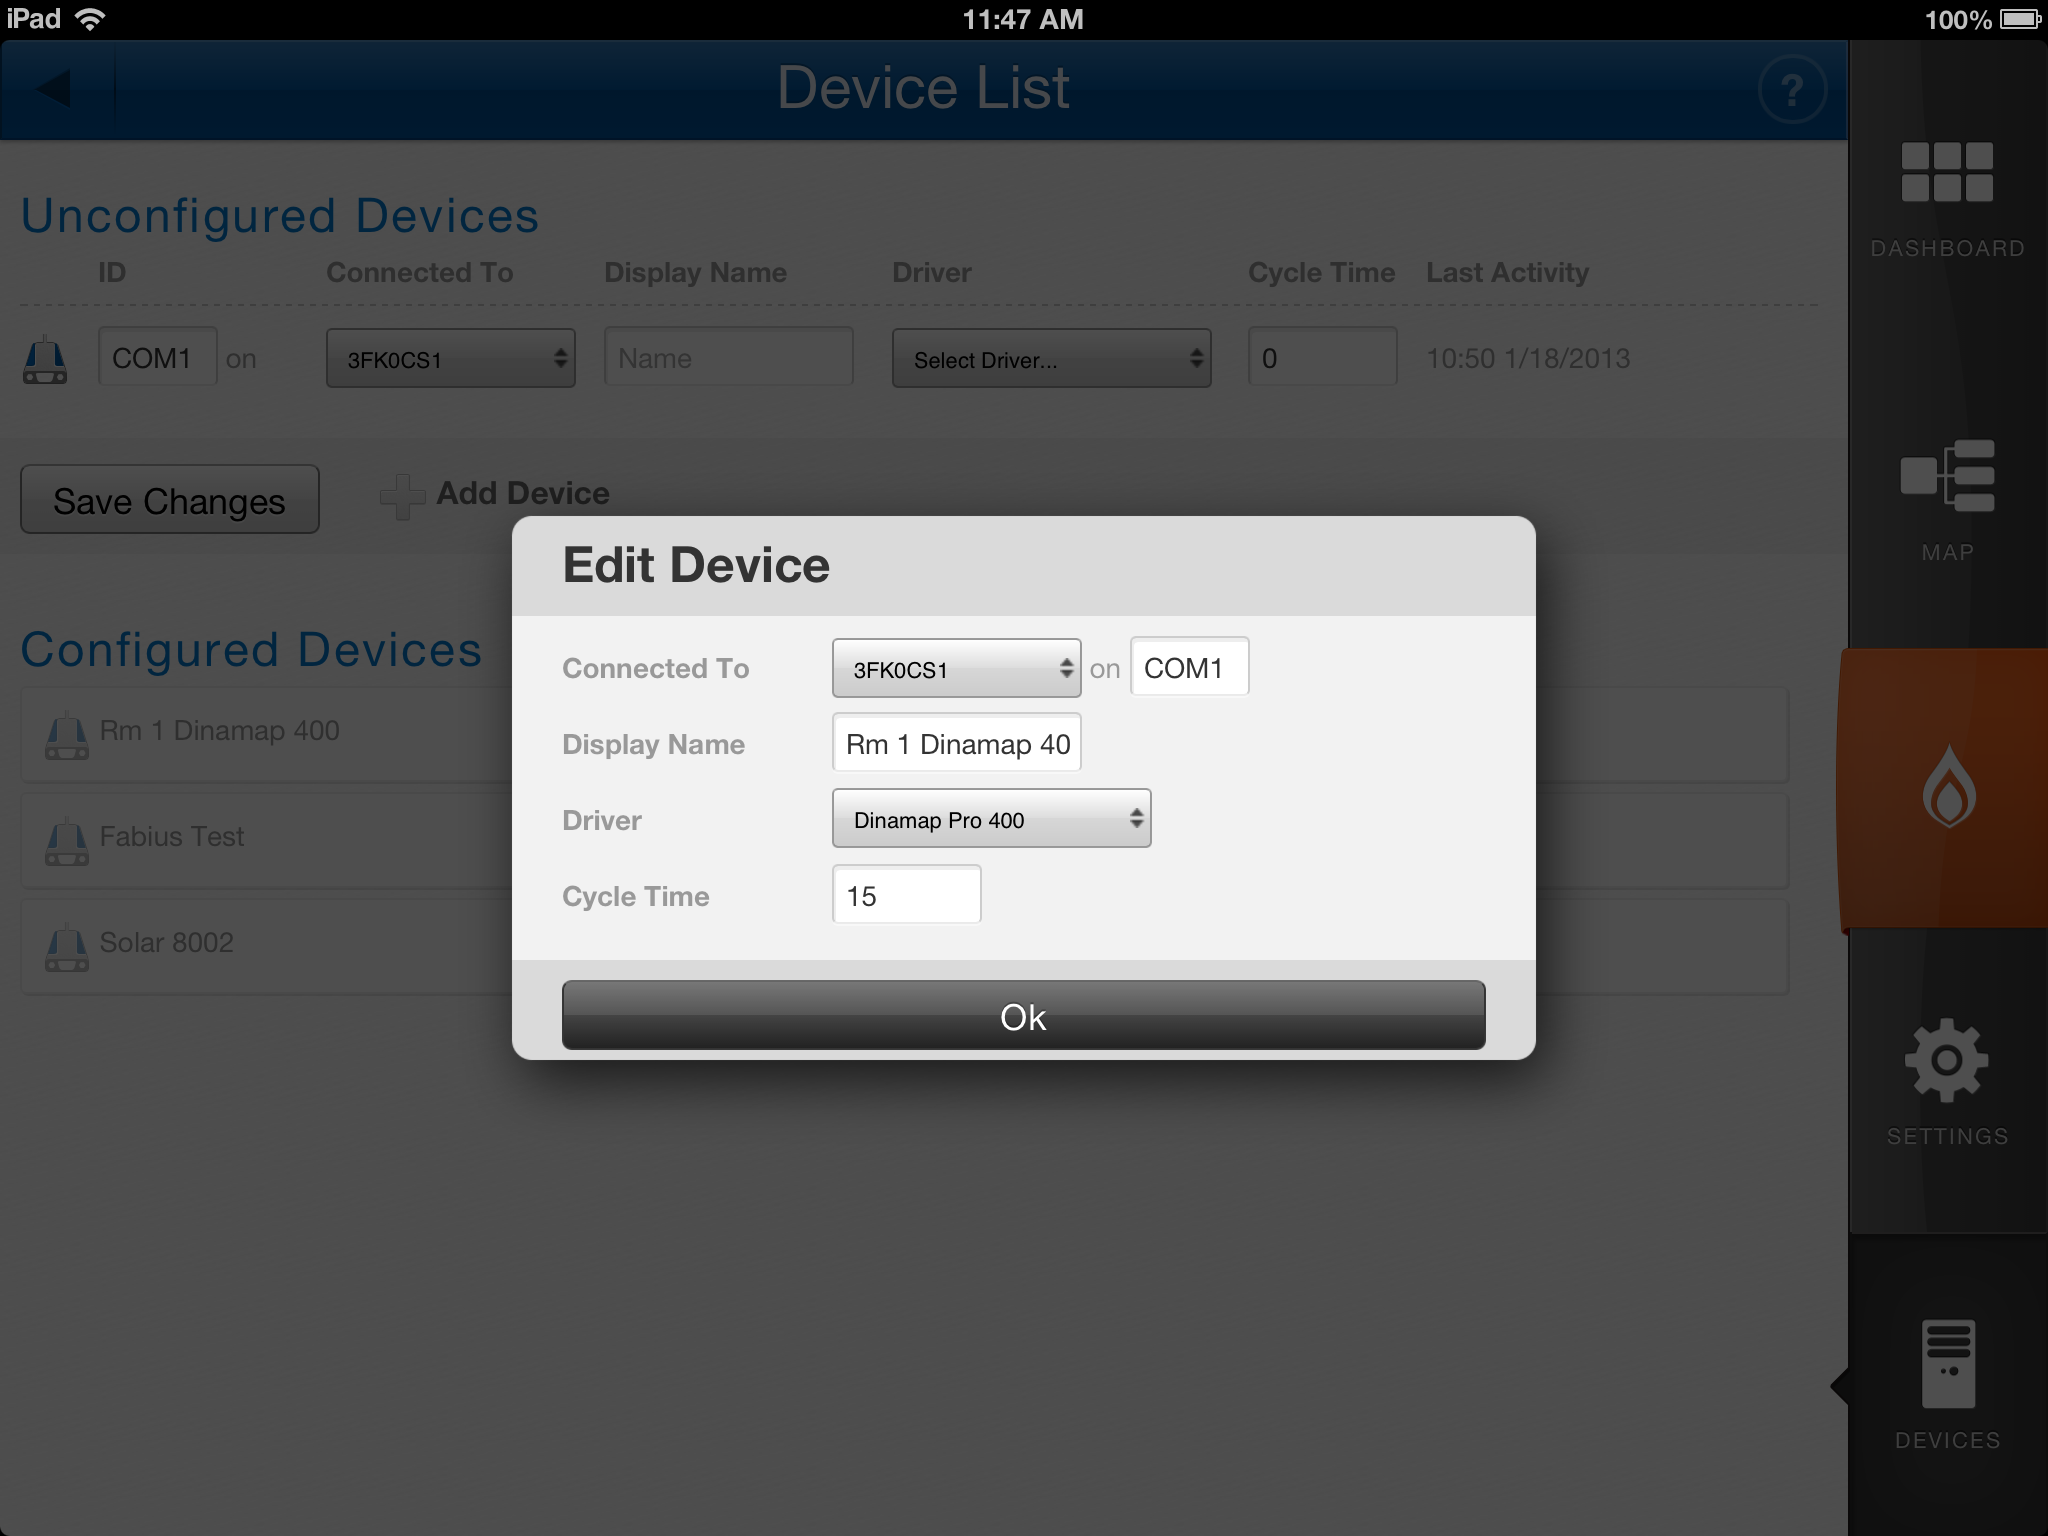 iPad 11:47 AM 100%
Device List ?
Unconfigured Devices
ID Connected To Display Name Driver Cycle Time Last Activity
COM1 on 3FK0CS1 Name Select Driver... 0 10:50 1/18/2013
Save Changes Add Device
Edit Device
Connected To 3FK0CS1 on COM1
Display Name Rm 1 Dinamap 40
Driver Dinamap Pro 400
Cycle Time 15
Ok
Configured Devices
Rm 1 Dinamap 400
Fabius Test
Solar 8002
DASHBOARD
MAP
SETTINGS
DEVICES